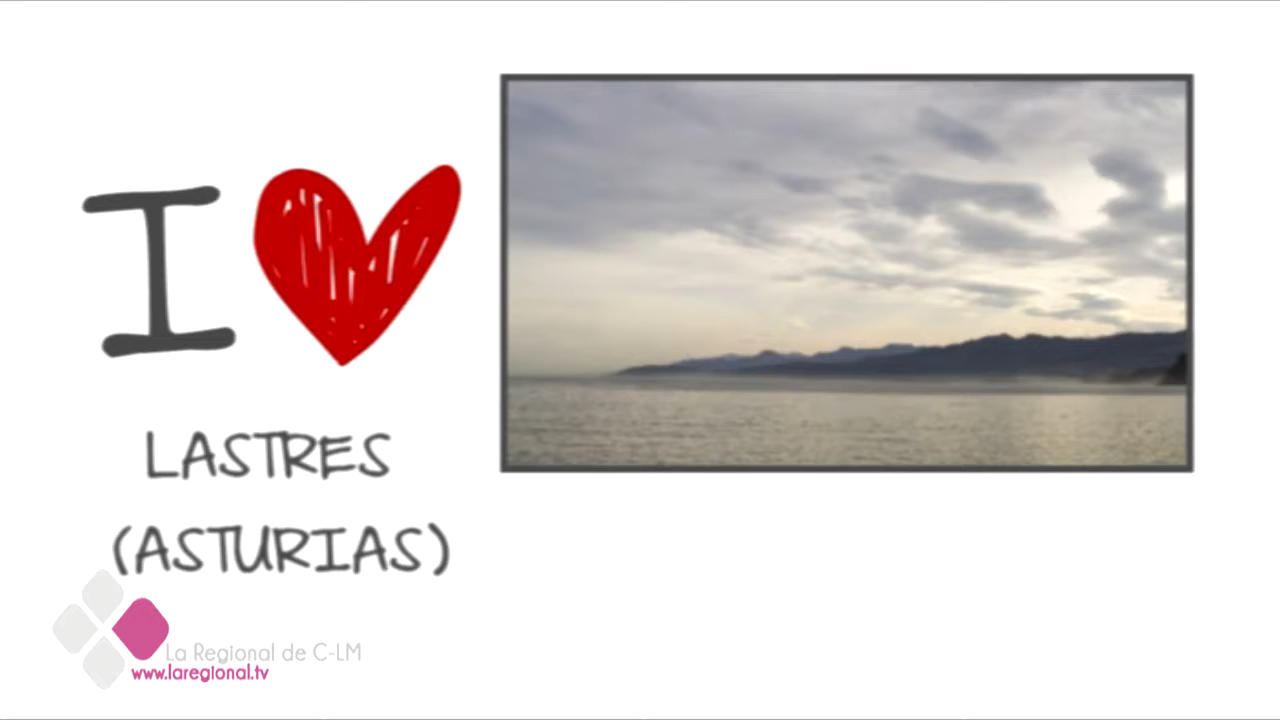 I
LASTRES
(ASTURIAS)
La Regional de C-LM
www.laregional.tv